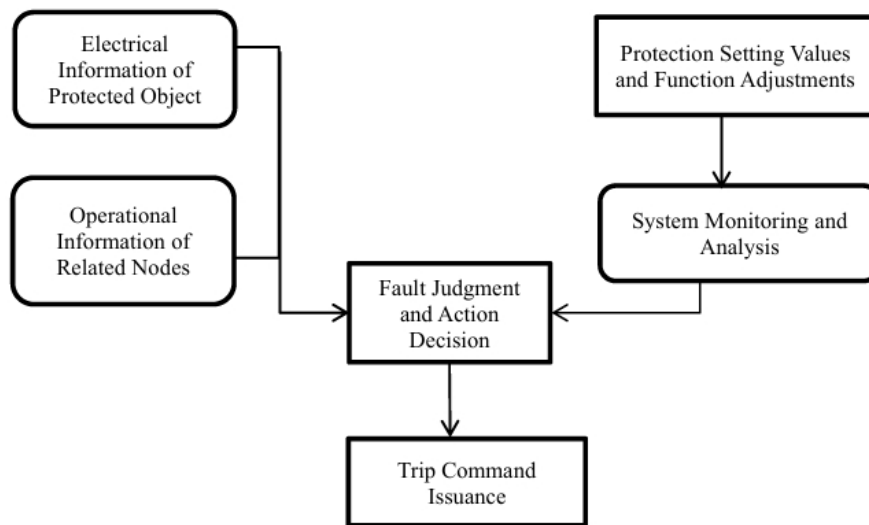 Electrical
Information of
Protected Object
Protection Setting Values
and Function Adjustments
Operational
Information of
Related Nodes
System Monitoring and
Analysis
Fault Judgment
and Action
Decision
Trip Command
Issuance